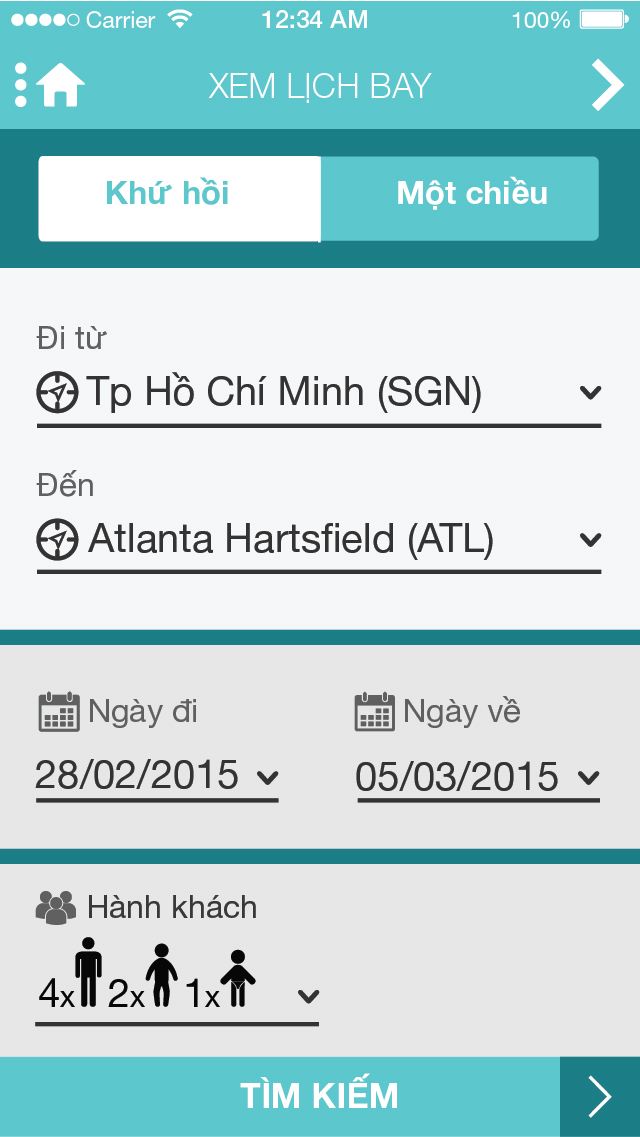 Carrier 12:34 AM 100%
XEM LỊCH BAY
Khứ hồi Một chiều
Đi từ
Tp Hồ Chí Minh (SGN)
Đến
Atlanta Hartsfield (ATL)
Ngày đi Ngày về
28/02/2015 05/03/2015
Hành khách
4x 2x 1x
TÌM KIẾM